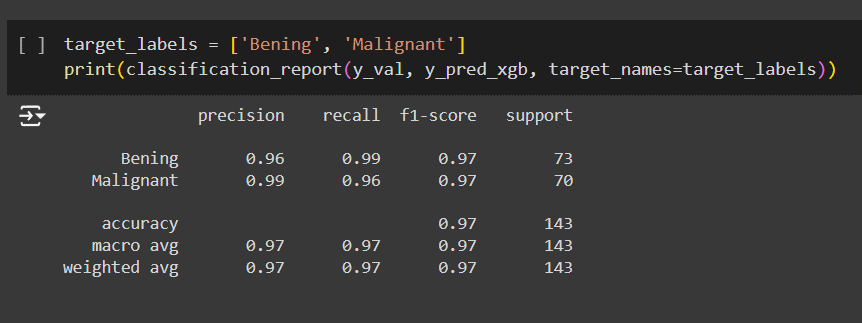 [ ] target_labels = ['Bening', 'Malignant']
print(classification_report(y_val, y_pred_xgb, target_names=target_labels))
precision recall f1-score support
Bening 0.96 0.99 0.97 73
Malignant 0.99 0.96 0.97 70
accuracy 0.97 143
macro avg 0.97 0.97 0.97 143
weighted avg 0.97 0.97 0.97 143